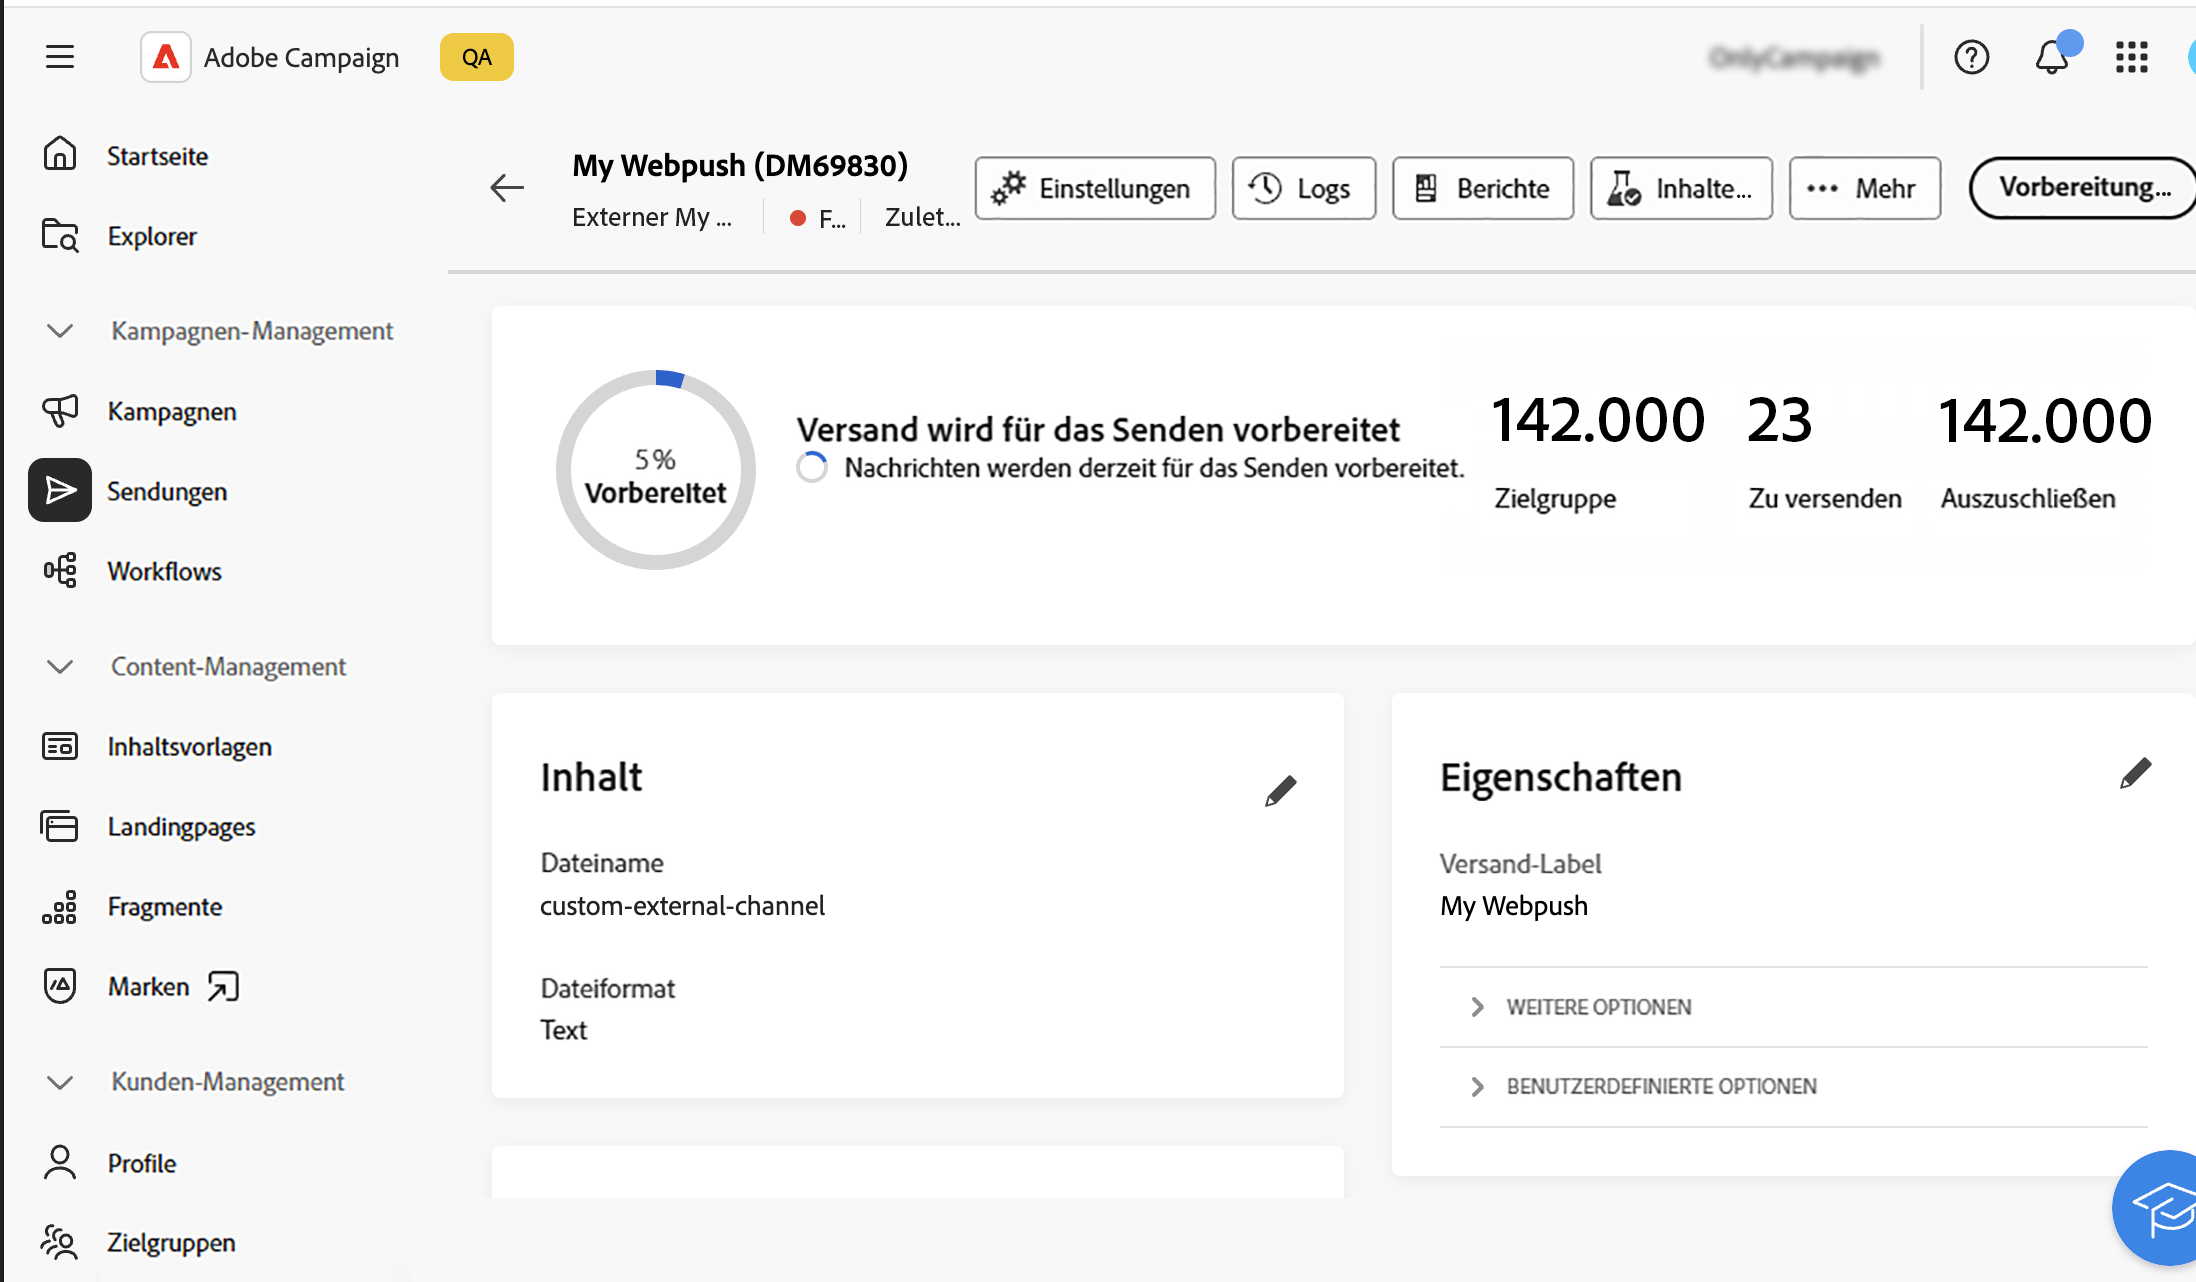 Adobe Campaign
QA
Startseite
Explorer
Kampagnen-Management
Kampagnen
Sendungen
Workflows
Content-Management
Inhaltsvorlagen
Landingpages
Fragmente
Marken
Kunden-Management
Profile
Zielgruppen
My Webpush (DM69830)
Externer My ...
F...
Zulet...
Einstellungen
Logs
Berichte
Inhalte...
Mehr
Vorbereitung...
5%
Vorbereitet
Versand wird für das Senden vorbereitet
Nachrichten werden derzeit für das Senden vorbereitet.
142.000
Zielgruppe
23
Zu versenden
142.000
Auszuschließen
Inhalt
Dateiname
custom-external-channel
Dateiformat
Text
Eigenschaften
Versand-Label
My Webpush
WEITERE OPTIONEN
BENUTZERDEFINIERTE OPTIONEN